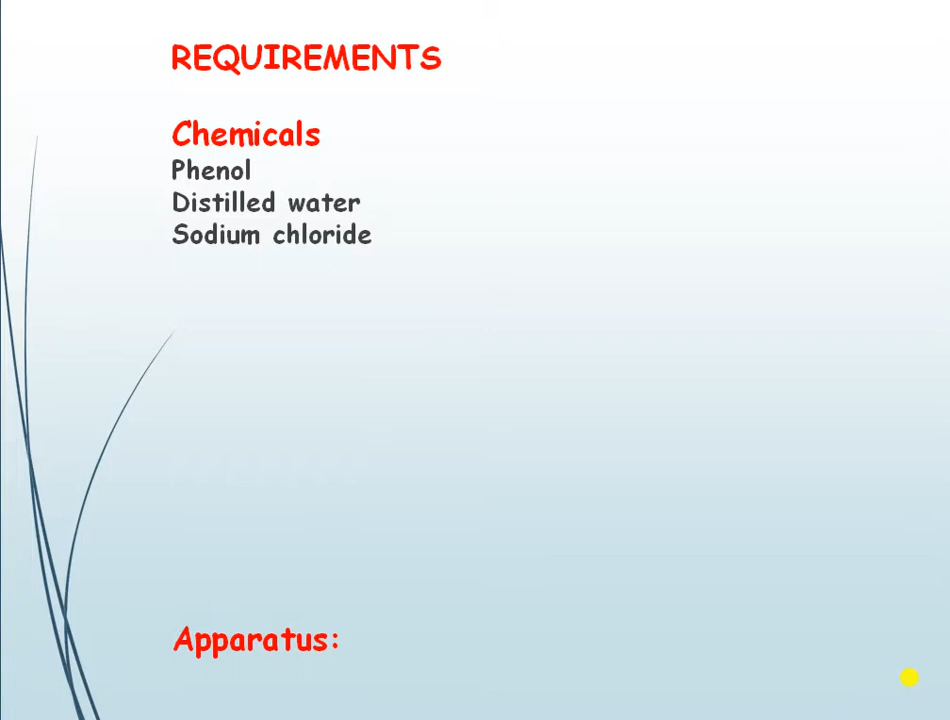 REQUIREMENTS
Chemicals
Phenol
Distilled water
Sodium chloride
Apparatus: